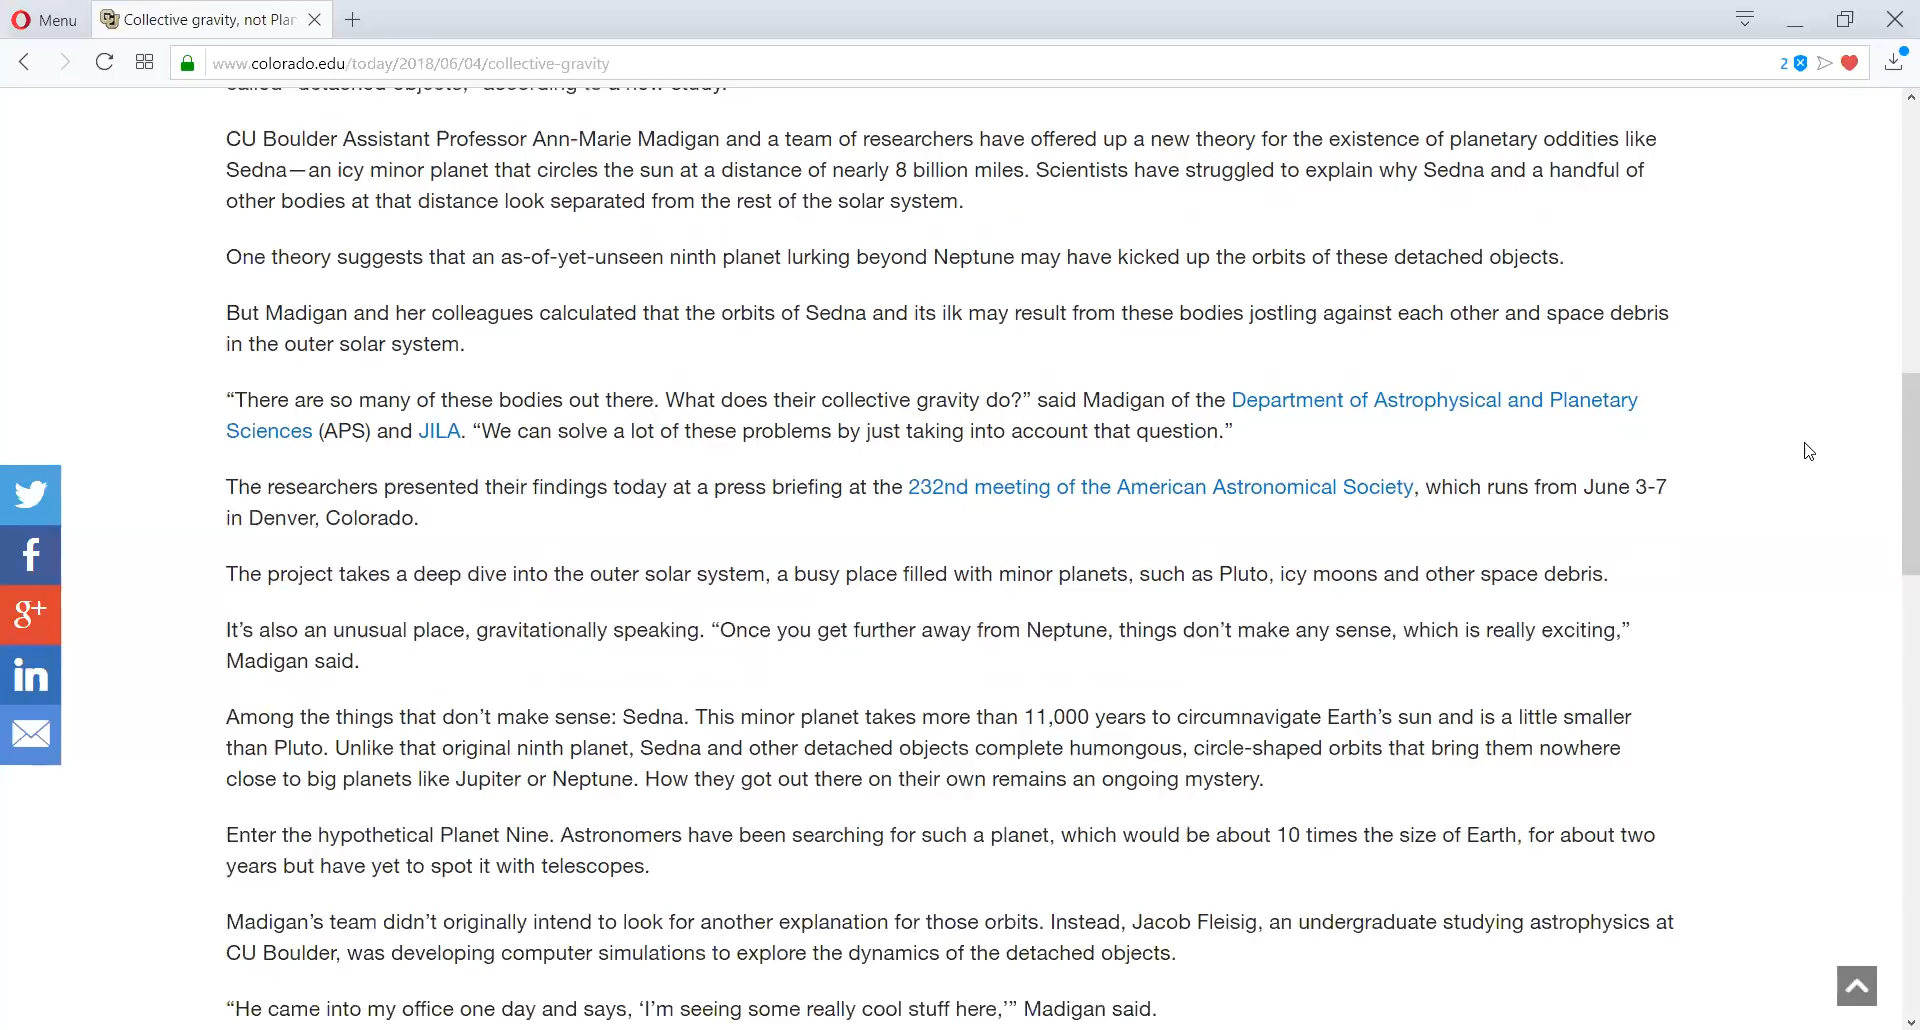 Menu
Collective gravity, not Plan
www.colorado.edu/today/2018/06/04/collective-gravity
2
called "detached objects," according to a new study.
CU Boulder Assistant Professor Ann-Marie Madigan and a team of researchers have offered up a new theory for the existence of planetary oddities like
Sedna—an icy minor planet that circles the sun at a distance of nearly 8 billion miles. Scientists have struggled to explain why Sedna and a handful of
other bodies at that distance look separated from the rest of the solar system.
One theory suggests that an as-of-yet-unseen ninth planet lurking beyond Neptune may have kicked up the orbits of these detached objects.
But Madigan and her colleagues calculated that the orbits of Sedna and its ilk may result from these bodies jostling against each other and space debris
in the outer solar system.
“There are so many of these bodies out there. What does their collective gravity do?” said Madigan of the Department of Astrophysical and Planetary
Sciences (APS) and JILA. “We can solve a lot of these problems by just taking into account that question.”
The researchers presented their findings today at a press briefing at the 232nd meeting of the American Astronomical Society, which runs from June 3-7
in Denver, Colorado.
The project takes a deep dive into the outer solar system, a busy place filled with minor planets, such as Pluto, icy moons and other space debris.
It’s also an unusual place, gravitationally speaking. “Once you get further away from Neptune, things don’t make any sense, which is really exciting,”
Madigan said.
Among the things that don’t make sense: Sedna. This minor planet takes more than 11,000 years to circumnavigate Earth’s sun and is a little smaller
than Pluto. Unlike that original ninth planet, Sedna and other detached objects complete humongous, circle-shaped orbits that bring them nowhere
close to big planets like Jupiter or Neptune. How they got out there on their own remains an ongoing mystery.
Enter the hypothetical Planet Nine. Astronomers have been searching for such a planet, which would be about 10 times the size of Earth, for about two
years but have yet to spot it with telescopes.
Madigan’s team didn’t originally intend to look for another explanation for those orbits. Instead, Jacob Fleisig, an undergraduate studying astrophysics at
CU Boulder, was developing computer simulations to explore the dynamics of the detached objects.
“He came into my office one day and says, ‘I’m seeing some really cool stuff here,’” Madigan said.
f
g+
in